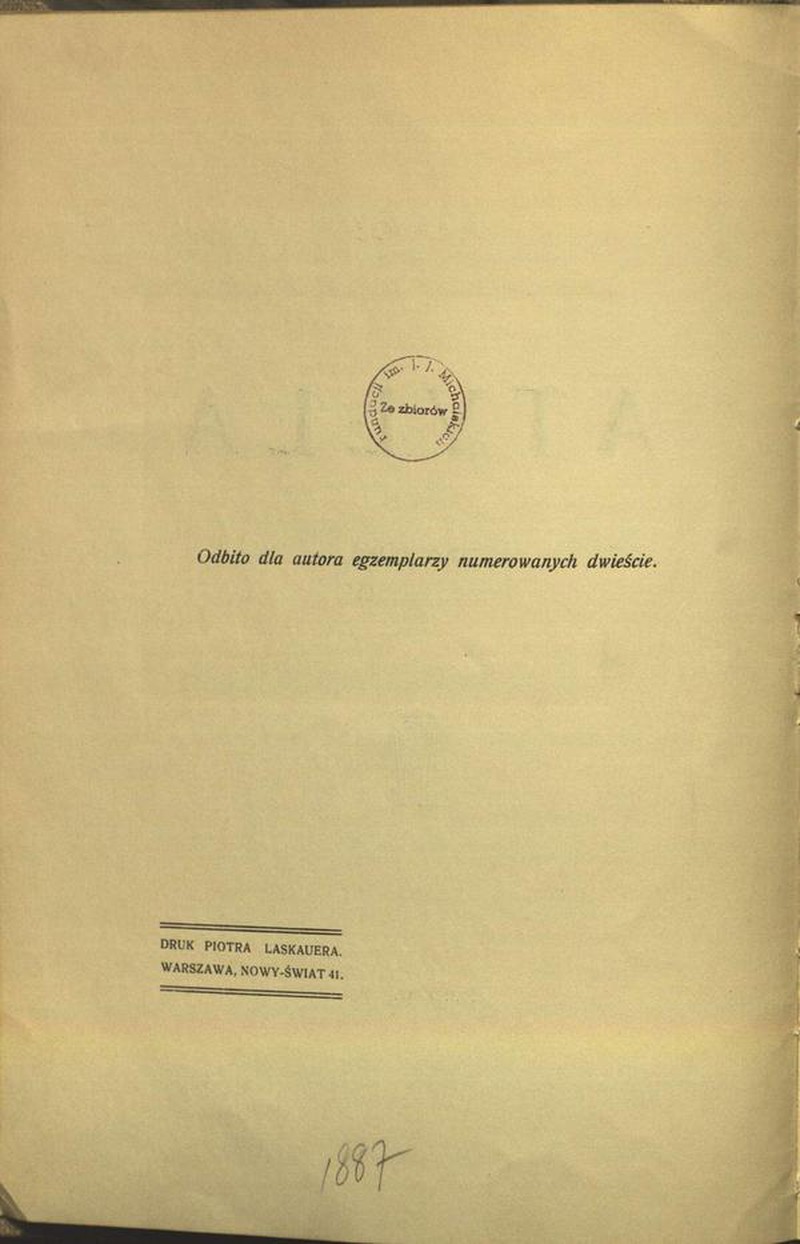 Fundacji im. I. J. Michalskich
Ze zbiorów
Odbito dla autora egzemplarzy numerowanych dwieście.
DRUK PIOTRA LASKAUERA.
WARSZAWA, NOWY-ŚWIAT 41.
1887